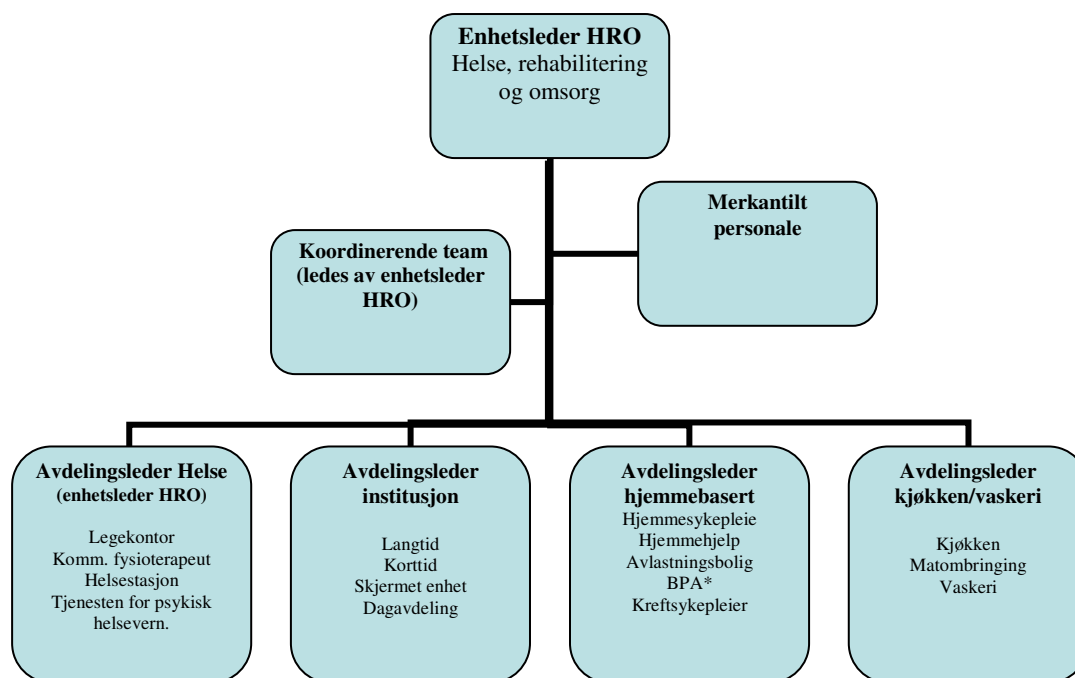 Enhetsleder HRO
Helse, rehabilitering
og omsorg
Merkantilt
personale
Koordinerende team
(ledes av enhetsleder
HRO)
Avdelingsleder Helse
(enhetsleder HRO)
Legekontor
Komm. fysioterapeut
Helsestasjon
Tjenesten for psykisk
helsevern.
Avdelingsleder
institusjon
Langtid
Korttid
Skjermet enhet
Dagavdeling
Avdelingsleder
hjemmebasert
Hjemmesykepleie
Hjemmehjelp
Avlastningsbolig
BPA*
Kreftsykepleier
Avdelingsleder
kjøkken/vaskeri
Kjøkken
Matombringing
Vaskeri